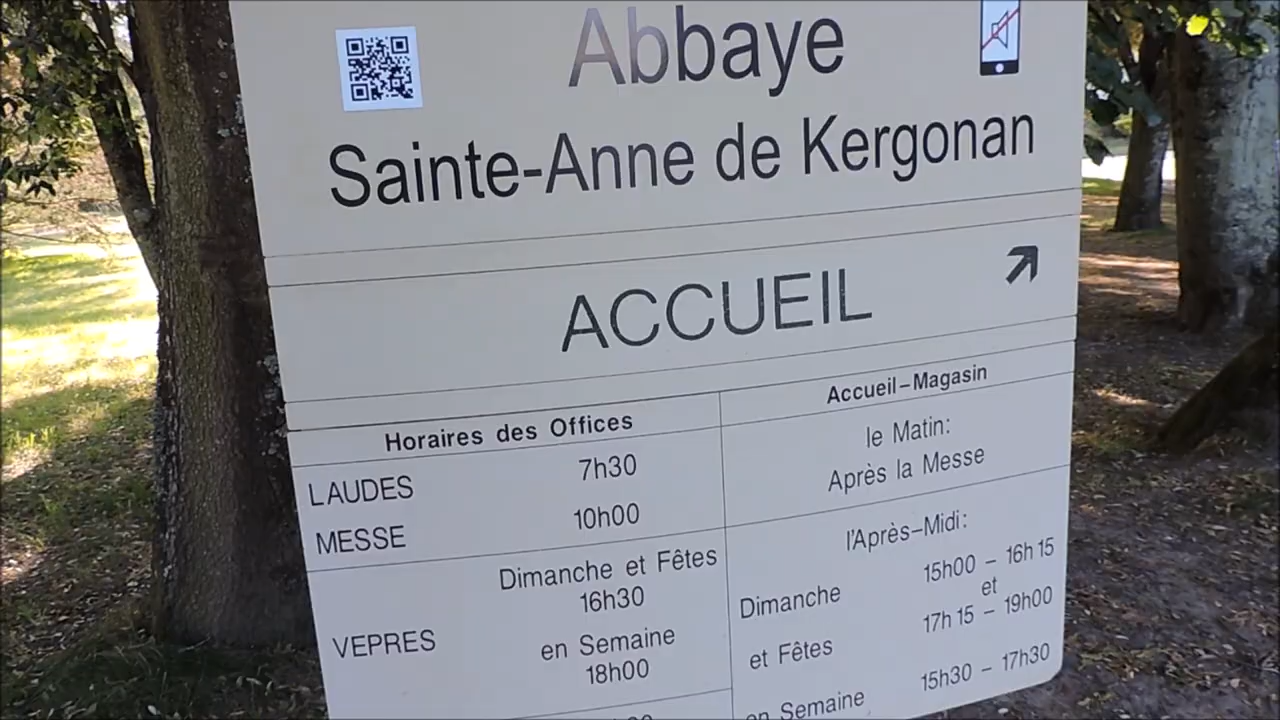 Abbaye
Sainte-Anne de Kergonan
ACCUEIL
Horaires des Offices
LAUDES 7h30
MESSE 10h00
Dimanche et Fêtes
16h30
VEPRES
en Semaine
18h00
Accueil-Magasin
le Matin:
Après la Messe
l'Après-Midi:
15h00 - 16h15
Dimanche et
17h15 - 19h00
et Fêtes
15h30 - 17h30
en Semaine